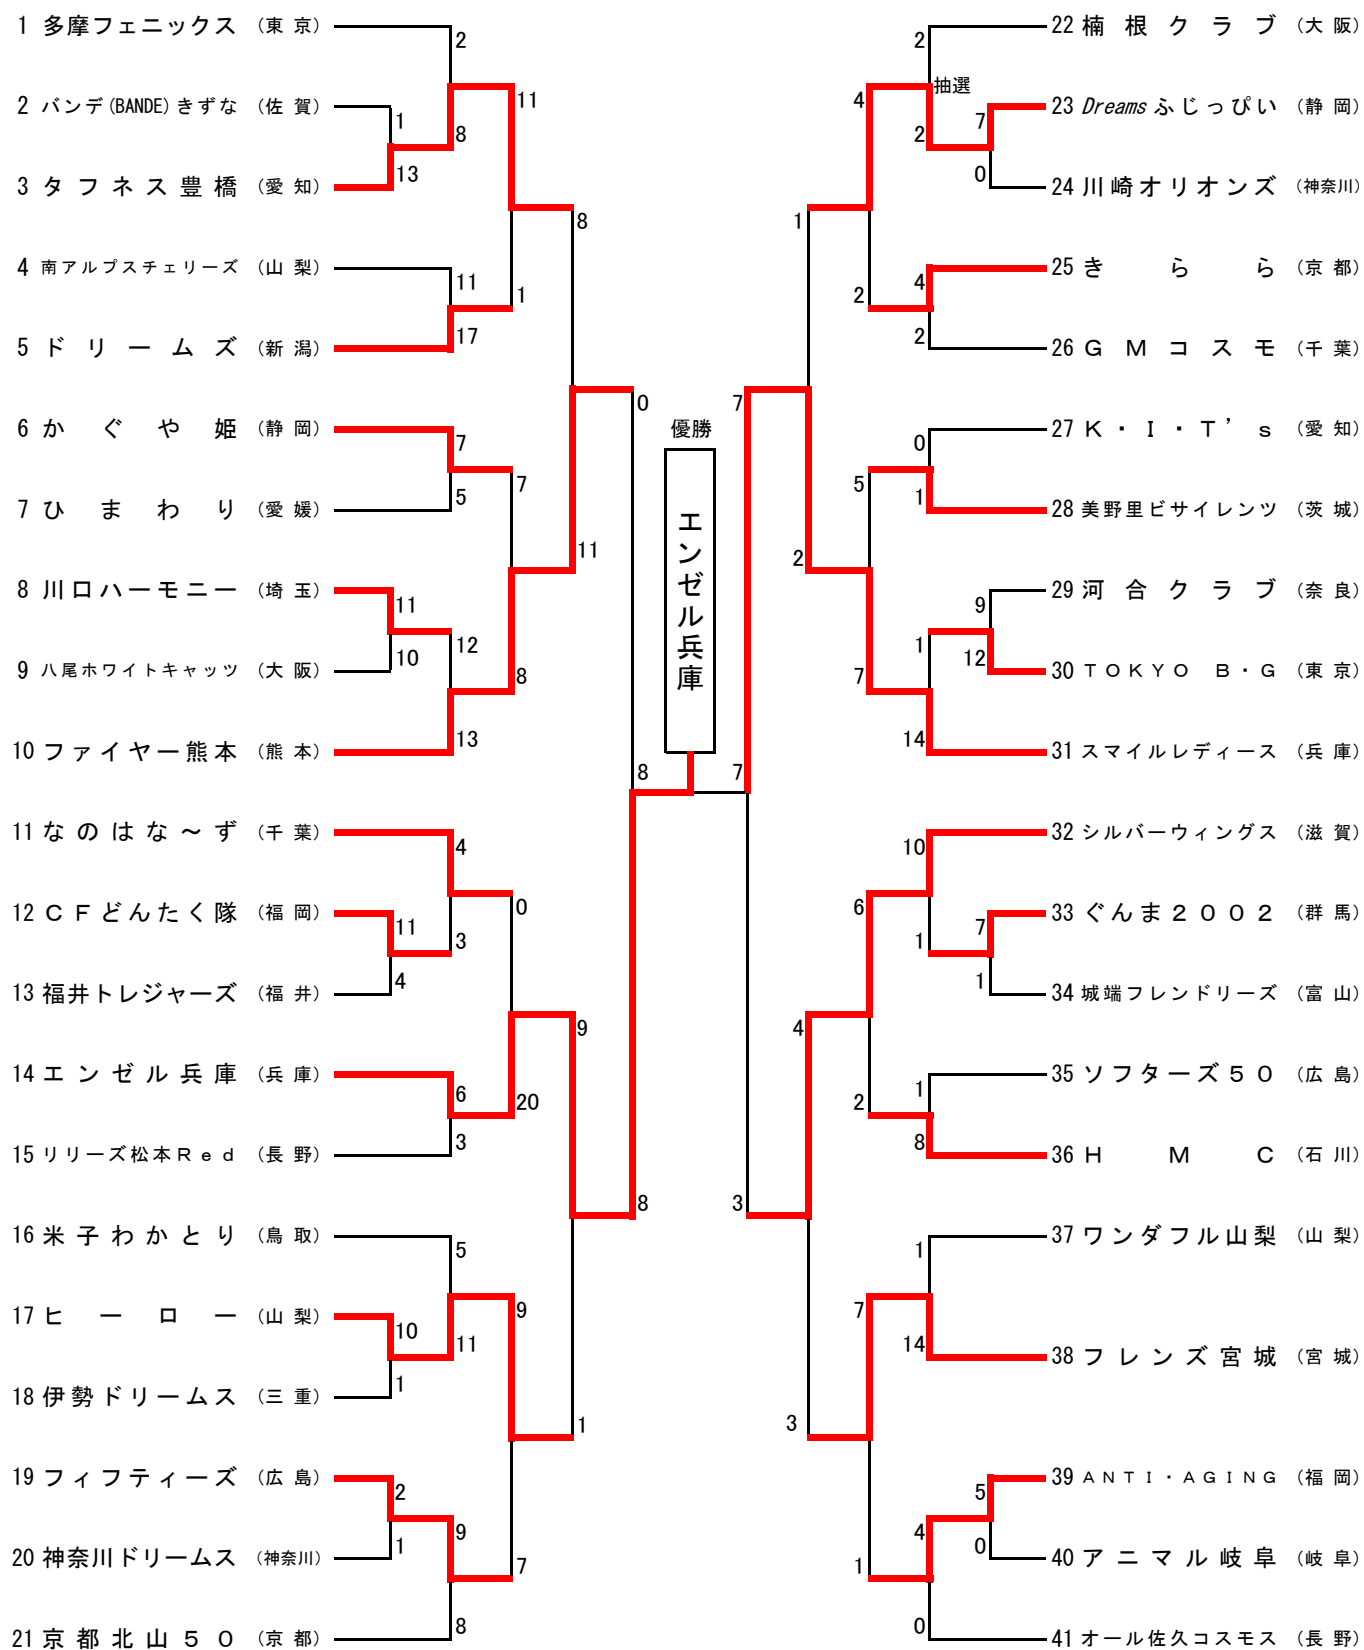 1 多摩フェニックス （東 京）
2
2 バンデ(BANDE)きずな （佐 賀）
1
8
11
13
3 タフネス豊橋 （愛 知）
8
4 南アルプスチェリーズ （山 梨）
11
1
17
5 ドリームズ （新 潟）
0
6 かぐや姫 （静 岡）
7
7
5
7 ひまわり （愛 媛）
11
8 川口ハーモニー （埼 玉）
11
12
10
8
9 八尾ホワイトキャッツ （大 阪）
13
10 ファイヤー熊本 （熊 本）
8
11 なのはな～ず （千 葉）
4
0
12 CFどんたく隊 （福 岡）
11
3
4
13 福井トレジャーズ （福 井）
9
14 エンゼル兵庫 （兵 庫）
6
20
3
15 リリーズ松本Red （長 野）
8
16 米子わかとり （鳥 取）
5
9
17 ヒーロー （山 梨）
10
11
1
18 伊勢ドリームス （三 重）
1
19 フィフティーズ （広 島）
2
9
1
7
20 神奈川ドリームス （神奈川）
8
21 京都北山50 （京 都）
優勝
エンゼル兵庫
22 楠根クラブ （大 阪）
2
抽選
4
2
7
23 Dreamsふじっぴい （静 岡）
0
24 川崎オリオンズ （神奈川）
1
25 きらら （京 都）
4
2
2
26 GMコスモ （千 葉）
7
27 K・I・T’s （愛 知）
0
5
1
28 美野里ビサイレンツ （茨 城）
2
29 河合クラブ （奈 良）
9
1
12
7
30 TOKYO B・G （東 京）
14
31 スマイルレディース （兵 庫）
7
32 シルバーウィングス （滋 賀）
10
6
33 ぐんま2002 （群 馬）
7
1
1
34 城端フレンドリーズ （富 山）
4
35 ソフターズ50 （広 島）
1
2
8
36 HMC （石 川）
3
37 ワンダフル山梨 （山 梨）
1
7
14
38 フレンズ宮城 （宮 城）
3
39 ANTI・AGING （福 岡）
5
4
0
1
40 アニマル岐阜 （岐 阜）
0
41 オール佐久コスモス （長 野）